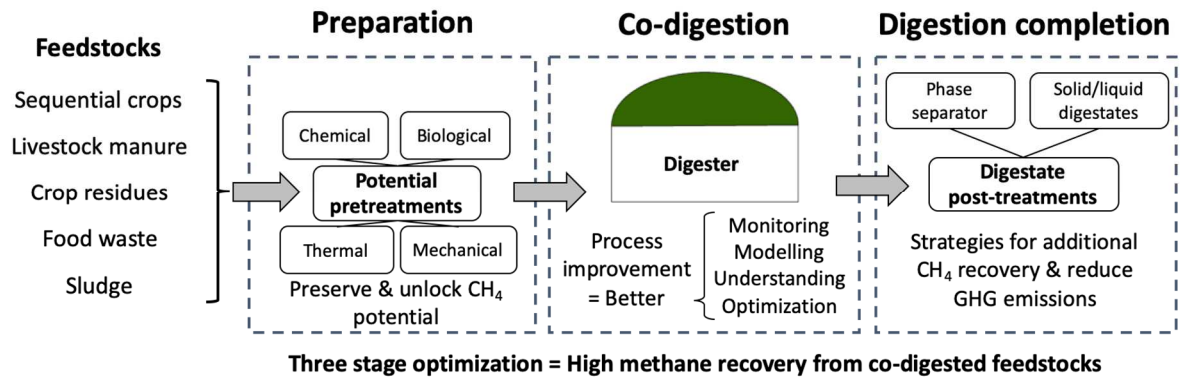 Feedstocks
Sequential crops
Livestock manure
Crop residues
Food waste
Sludge
Preparation
Chemical
Biological
Potential
pretreatments
Thermal
Mechanical
Preserve & unlock CH₄
potential
Co-digestion
Digester
Process
improvement
= Better
Monitoring
Modelling
Understanding
Optimization
Digestion completion
Phase
separator
Solid/liquid
digestates
Digestate
post-treatments
Strategies for additional
CH₄ recovery & reduce
GHG emissions
Three stage optimization = High methane recovery from co-digested feedstocks